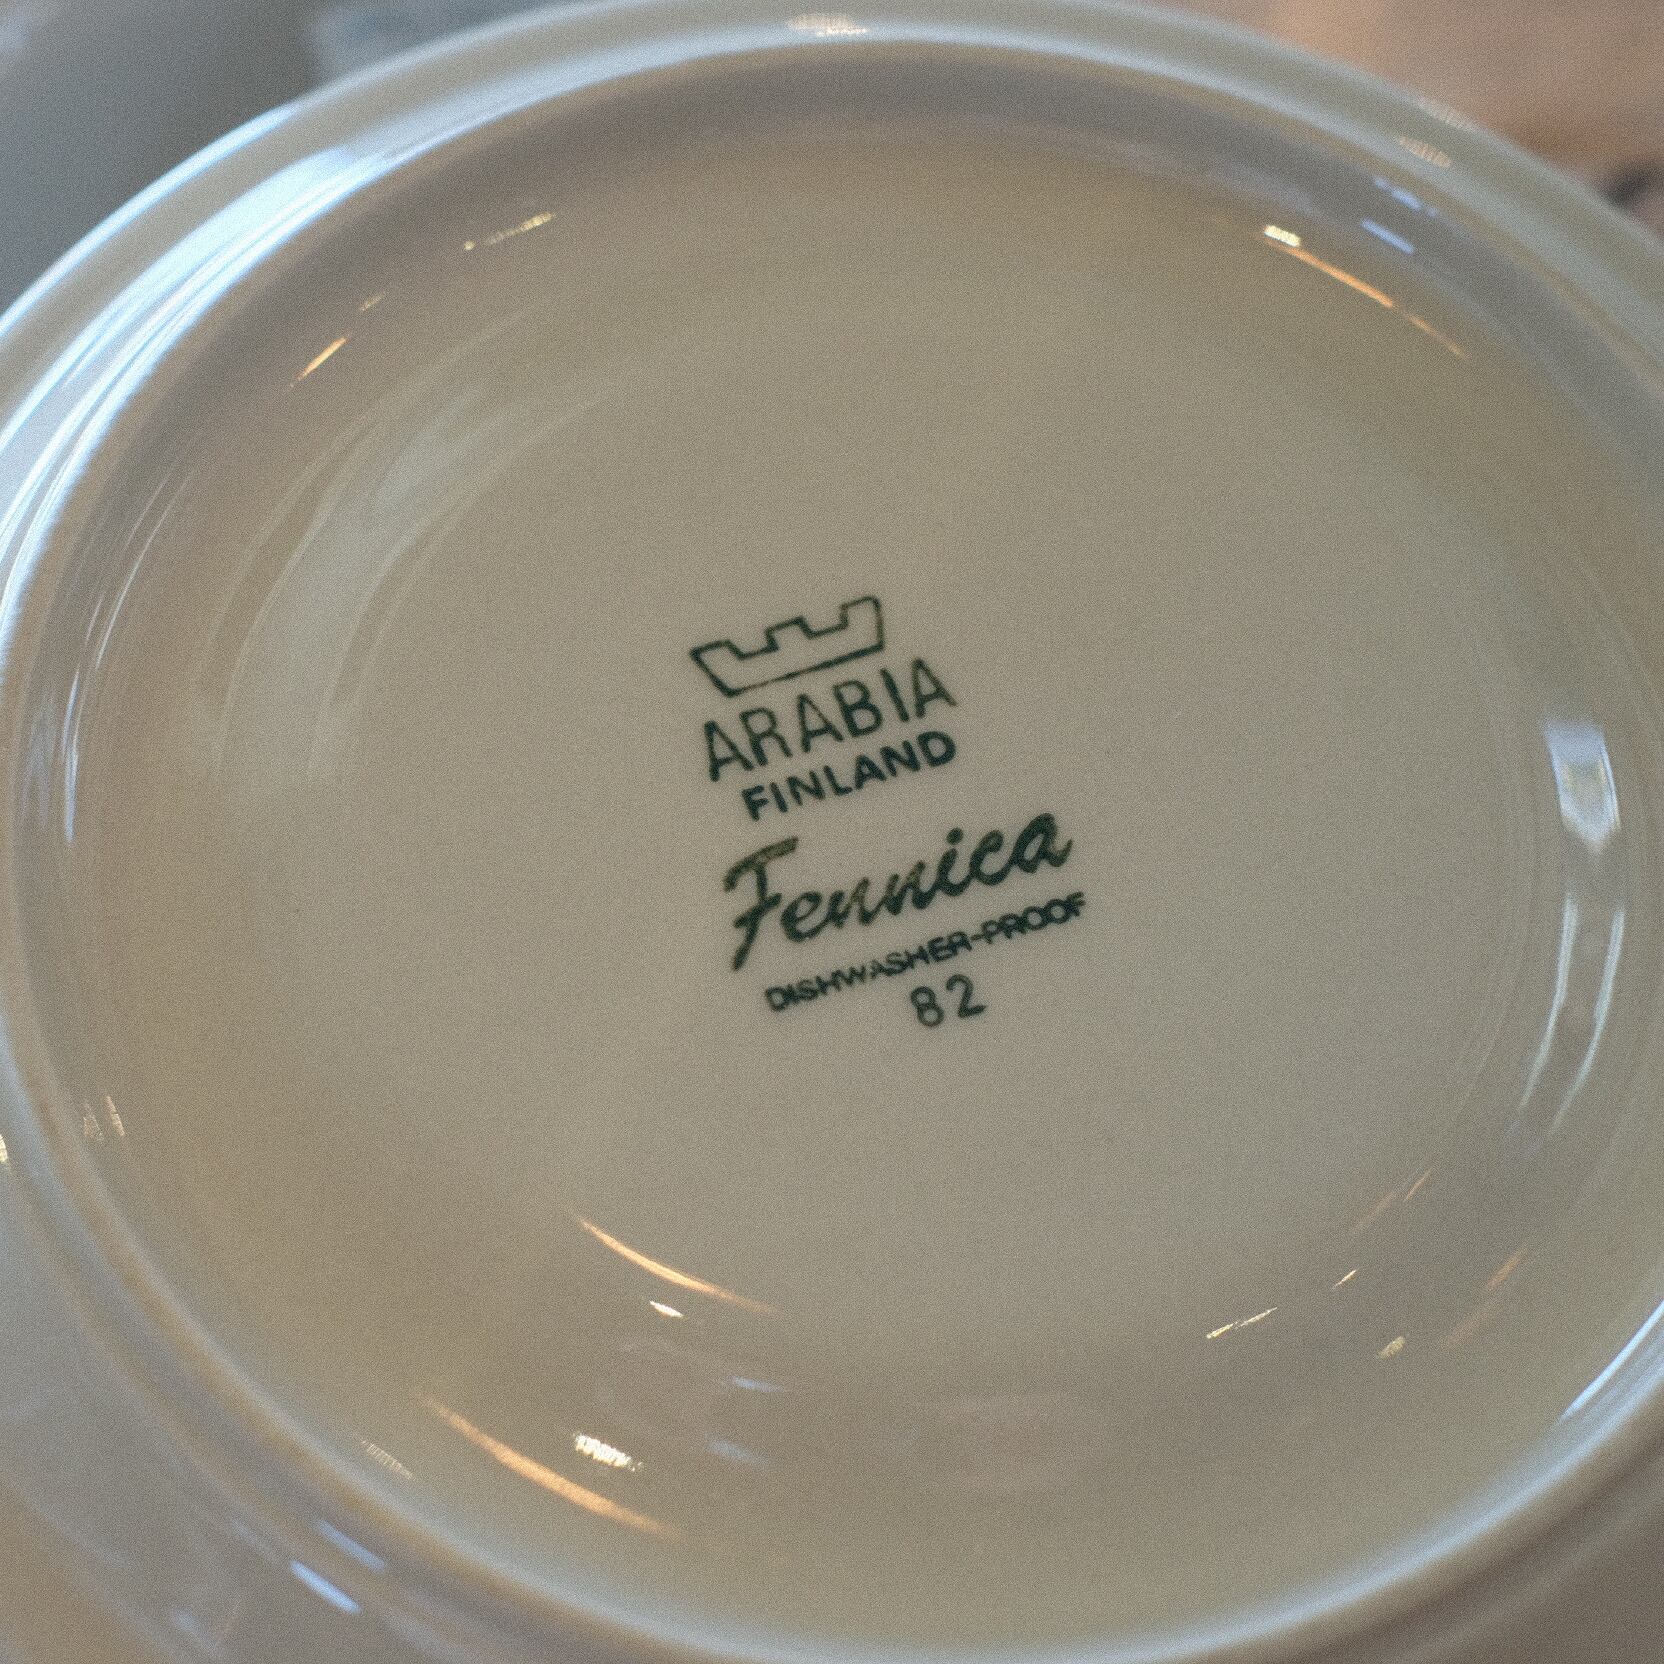 ARABIA
FINLAND
Fennica
DISHWASHER-PROOF
82